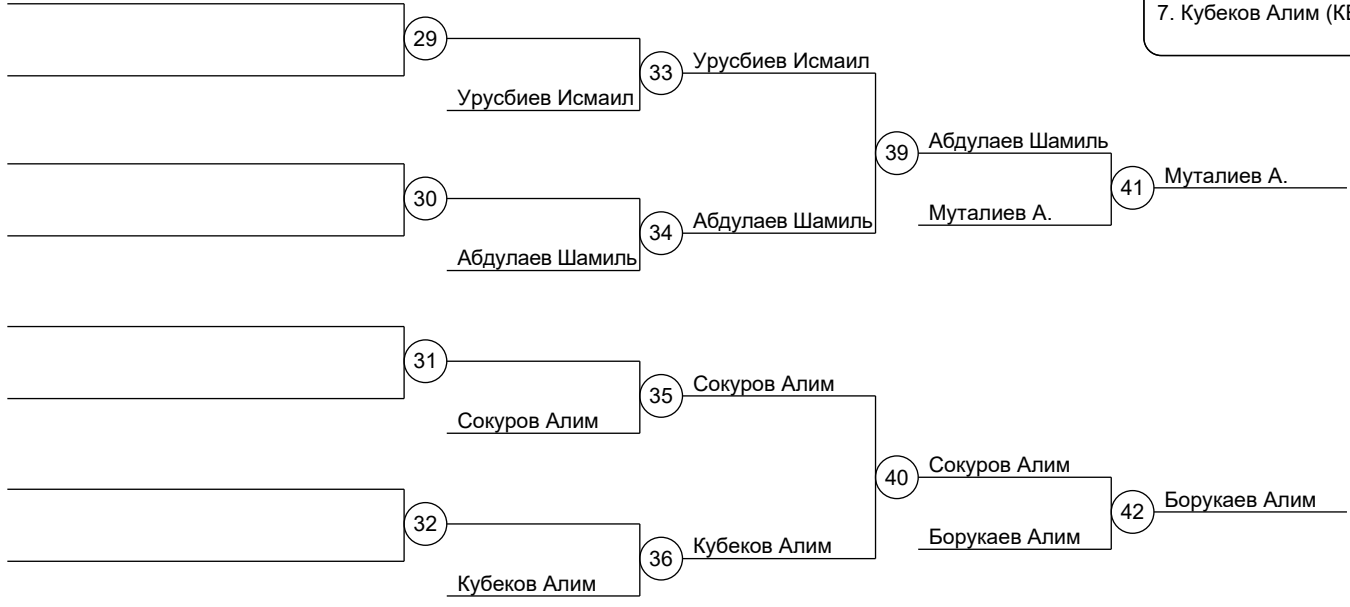 7. Кубеков Алим (КБ
29
33
Урусбиев Исмаил
Урусбиев Исмаил
39
Абдулаев Шамиль
41
Муталиев А.
30
34
Абдулаев Шамиль
Муталиев А.
Абдулаев Шамиль
31
35
Сокуров Алим
Сокуров Алим
40
Сокуров Алим
42
Борукаев Алим
32
36
Кубеков Алим
Борукаев Алим
Кубеков Алим